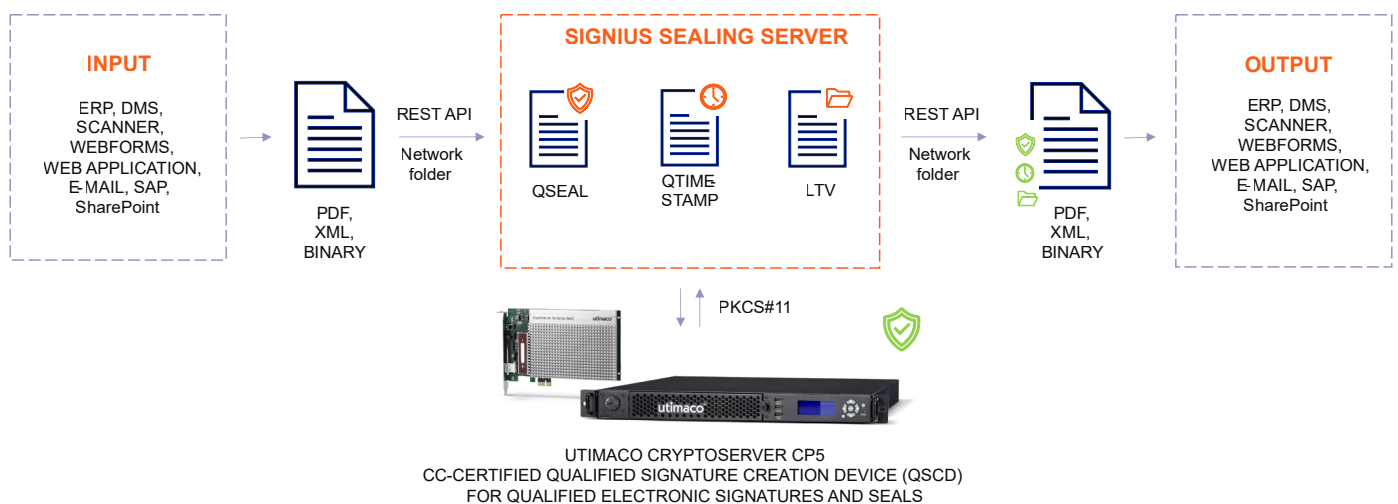 INPUT
ERP, DMS,
SCANNER,
WEBFORMS,
WEB APPLICATION,
E-MAIL, SAP,
SharePoint
PDF,
XML,
BINARY
REST API
Network
folder
SIGNIUS SEALING SERVER
QSEAL
QTIME-
STAMP
LTV
REST API
Network
folder
PDF,
XML,
BINARY
OUTPUT
ERP, DMS,
SCANNER,
WEBFORMS,
WEB APPLICATION,
E-MAIL, SAP,
SharePoint
PKCS#11
utimaco
utimaco
UTIMACO CRYPTOSERVER CP5
CC-CERTIFIED QUALIFIED SIGNATURE CREATION DEVICE (QSCD)
FOR QUALIFIED ELECTRONIC SIGNATURES AND SEALS